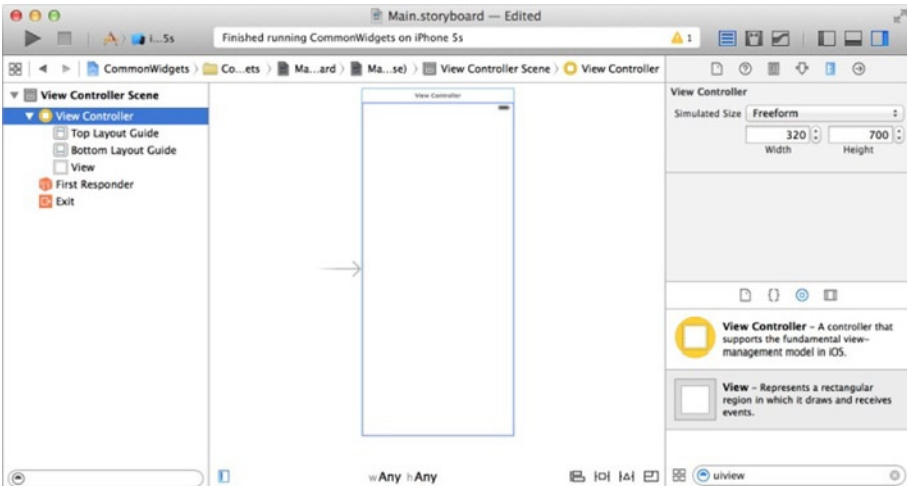 Main.storyboard — Edited
i...5s
Finished running CommonWidgets on iPhone 5s
1
CommonWidgets
Co...ets
Ma...ard
Ma...se)
View Controller Scene
View Controller
View Controller Scene
View Controller
Top Layout Guide
Bottom Layout Guide
View
First Responder
Exit
View Controller
wAny hAny
View Controller
Simulated Size Freeform
320 700
Width Height
{}
View Controller – A controller that
supports the fundamental view-
management model in iOS.
View – Represents a rectangular
region in which it draws and receives
events.
uiview